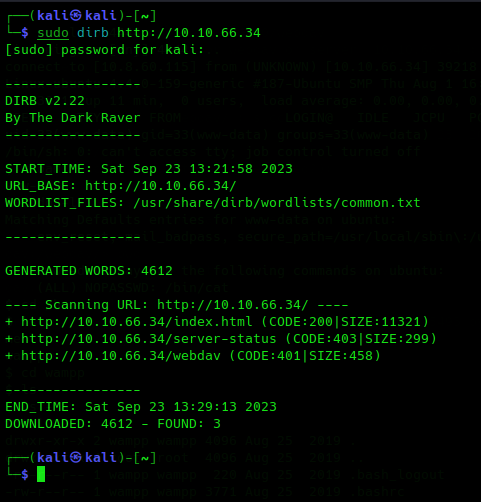 ┌──(kali㉿kali)-[~]
└─$ sudo dirb http://10.10.66.34
[sudo] password for kali:
-----------------
DIRB v2.22
By The Dark Raver
-----------------
START_TIME: Sat Sep 23 13:21:58 2023
URL_BASE: http://10.10.66.34/
WORDLIST_FILES: /usr/share/dirb/wordlists/common.txt
-----------------
GENERATED WORDS: 4612
---- Scanning URL: http://10.10.66.34/ ----
+ http://10.10.66.34/index.html (CODE:200|SIZE:11321)
+ http://10.10.66.34/server-status (CODE:403|SIZE:299)
+ http://10.10.66.34/webdav (CODE:401|SIZE:458)
-----------------
END_TIME: Sat Sep 23 13:29:13 2023
DOWNLOADED: 4612 - FOUND: 3
┌──(kali㉿kali)-[~]
└─$